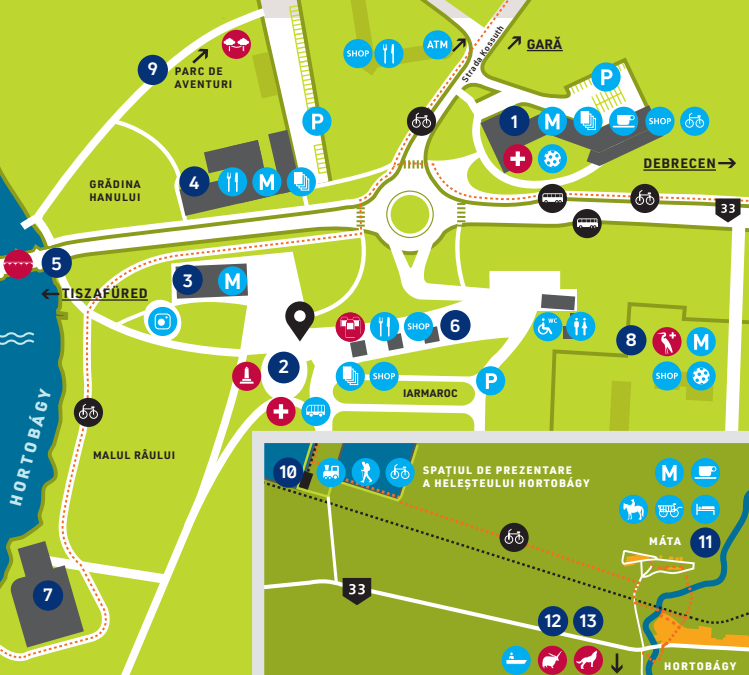 Strada Kossuth
GARĂ
ATM
SHOP
9
PARC DE
AVENTURI
P
P
1
M
SHOP
DEBRECEN
4
M
GRĂDINA
HANULUI
33
5
TISZAFÜRED
3
M
SHOP
6
WC
8
M
SHOP
2
SHOP
IARMAROC
P
HORTOBÁGY
MALUL RÂULUI
7
10
SPAȚIUL DE PREZENTARE
A HELEȘTEULUI HORTOBÁGY
M
MÁTA
11
33
12
13
HORTOBÁGY